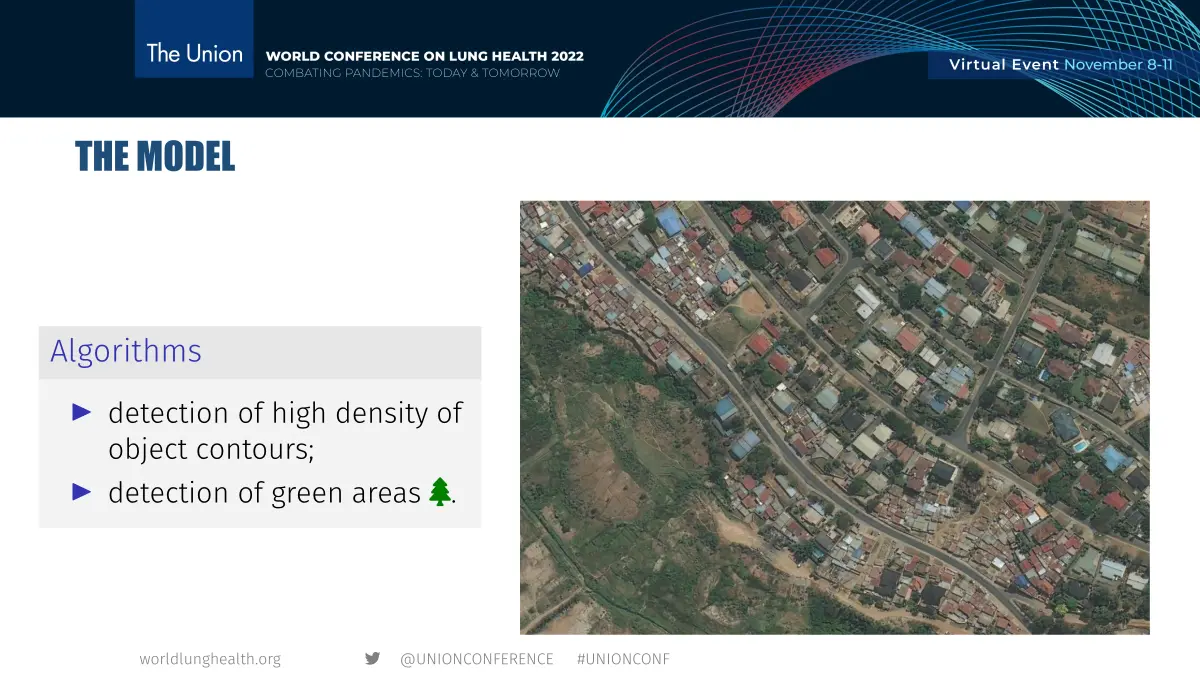 The Union
WORLD CONFERENCE ON LUNG HEALTH 2022
COMBATING PANDEMICS: TODAY & TOMORROW
Virtual Event November 8-11
THE MODEL
Algorithms
detection of high density of
object contours;
detection of green areas .
worldlunghealth.org
@UNIONCONFERENCE
#UNIONCONF